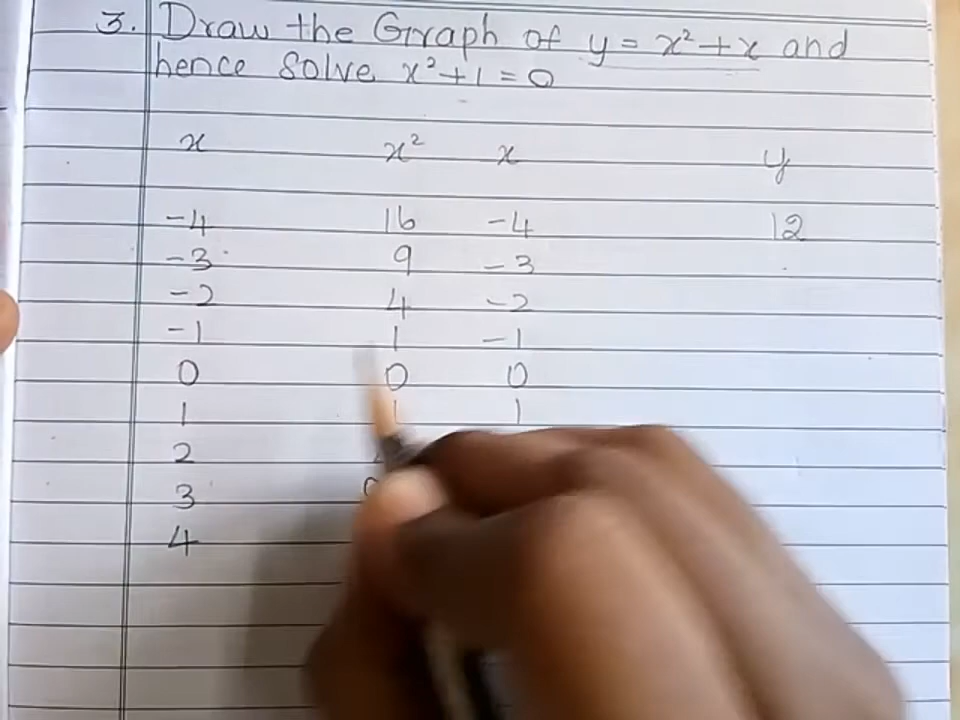 3. Draw the Graph of y = x² + x and
hence Solve x² + 1 = 0
x x² x y
-4 16 -4 12
-3 9 -3
-2 4 -2
-1 1 -1
0 0 0
1 1 1
2
3
4